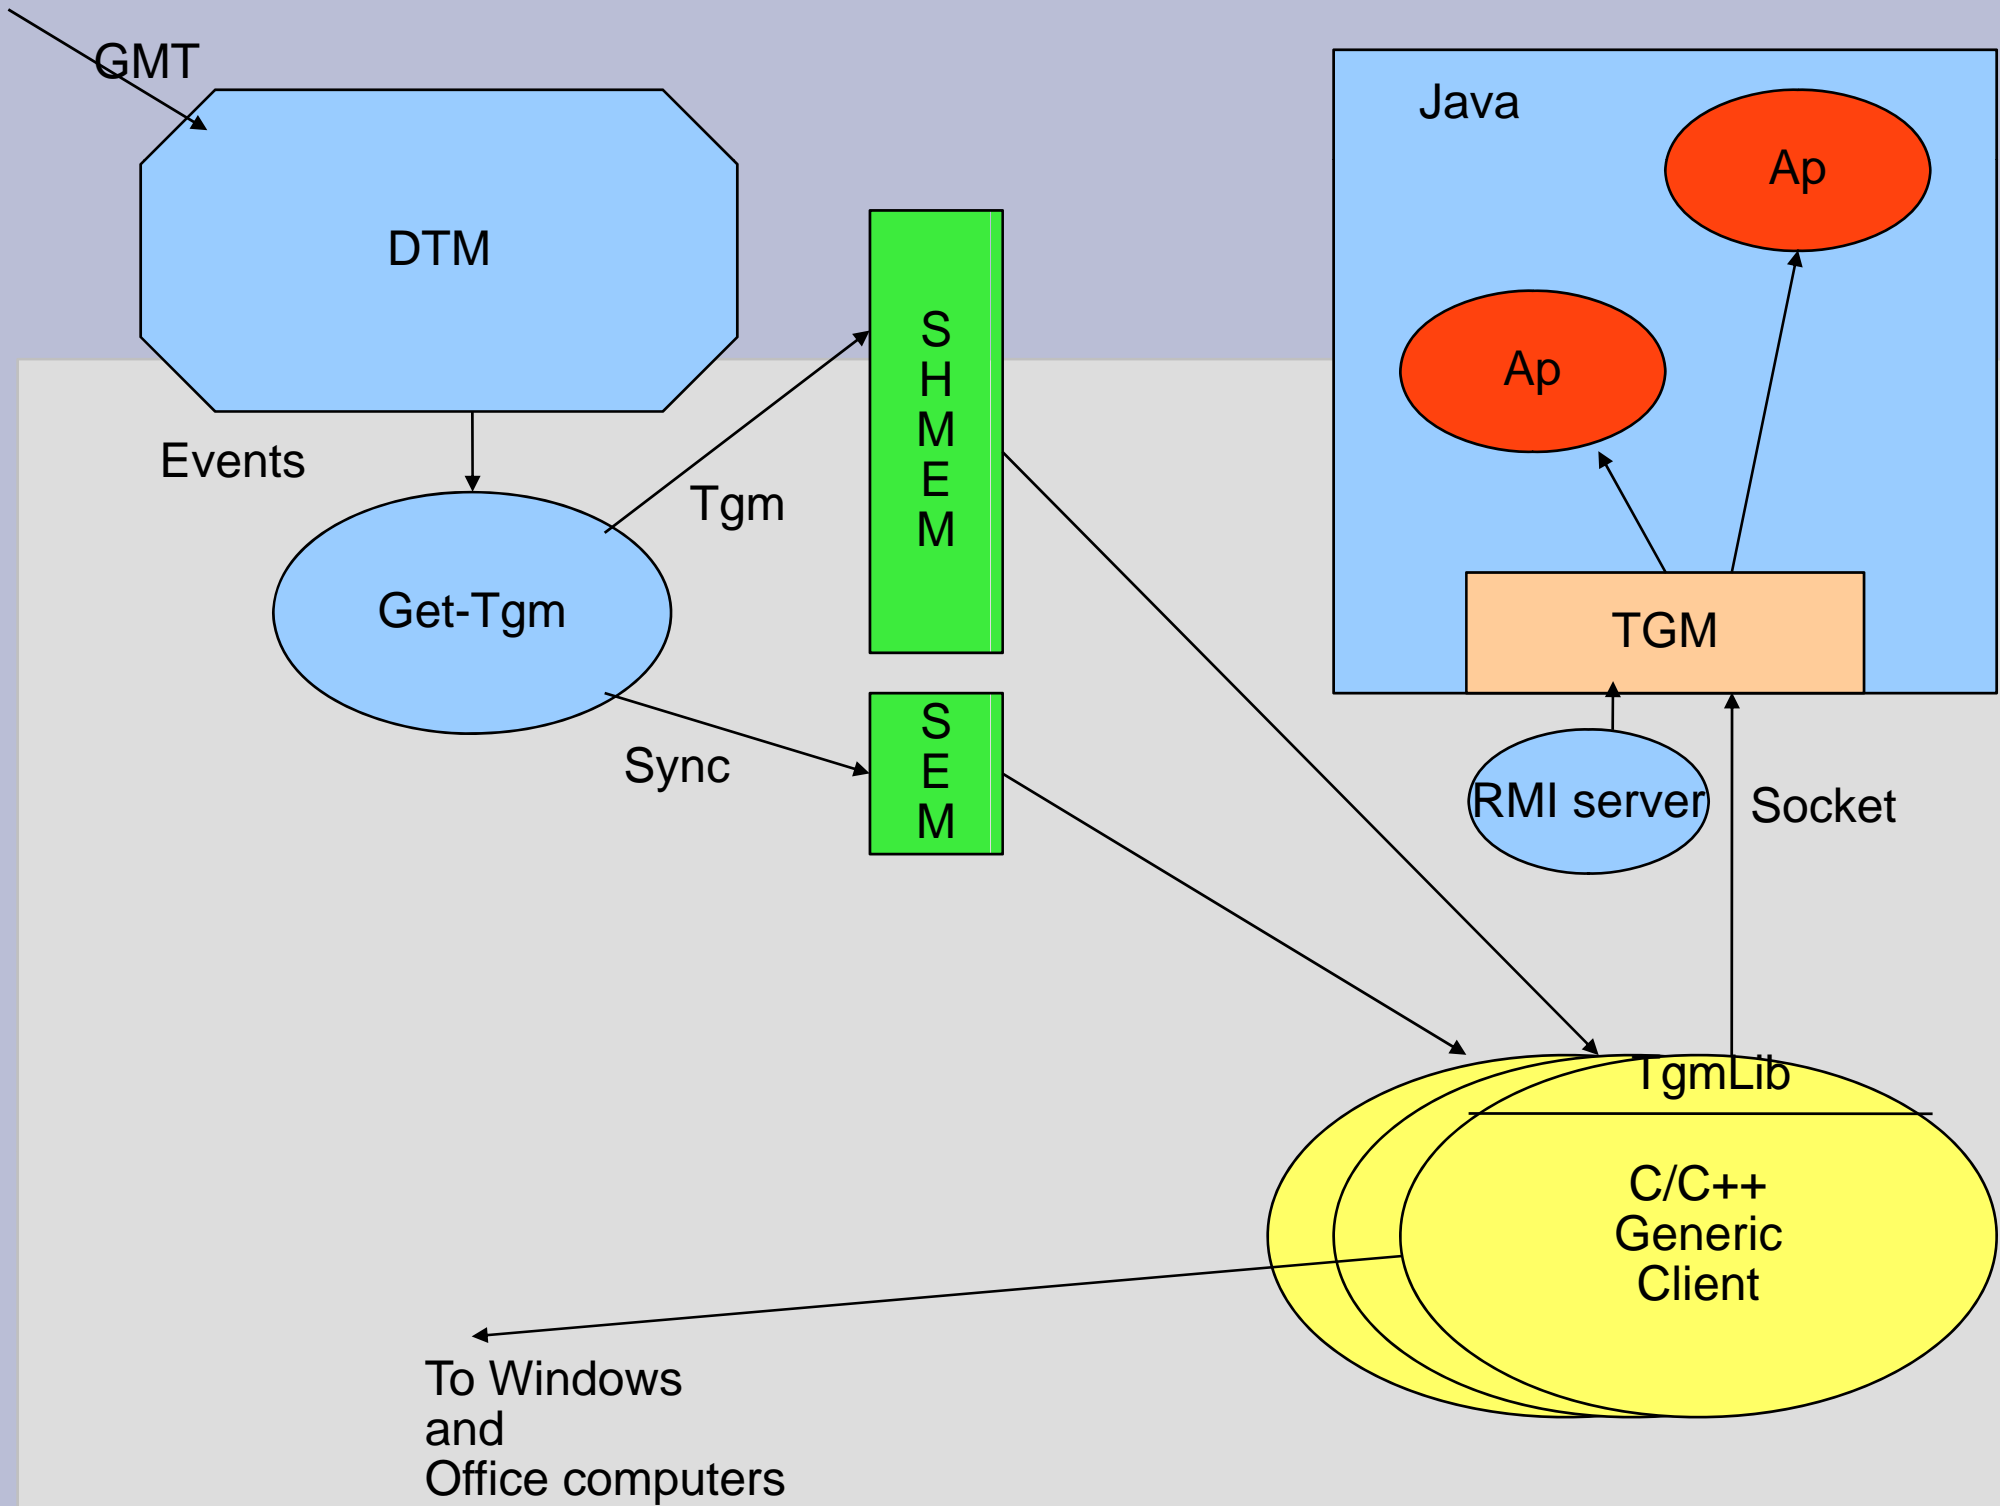 GMT
Java
Ap
DTM
S
H
M
E
M
Ap
Events
Tgm
Get-Tgm
TGM
Sync
S
E
M
RMI server
Socket
TgmLib
C/C++
Generic
Client
To Windows
and
Office computers